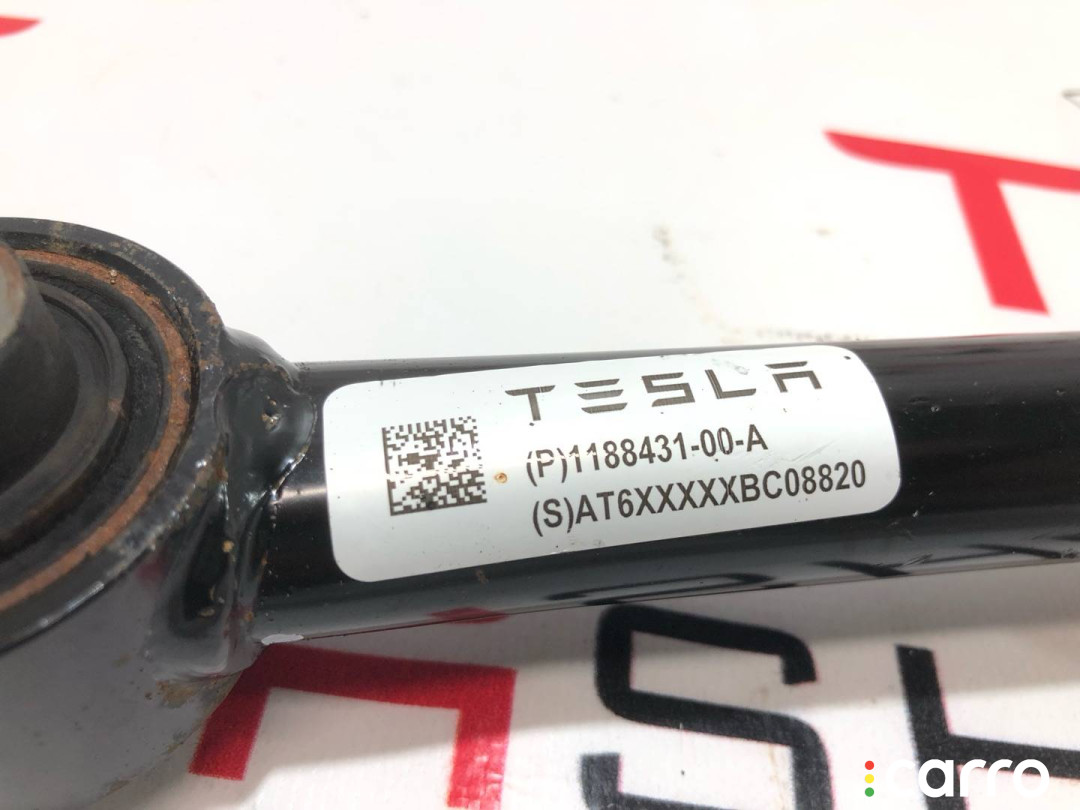 TESLA
(P)1188431-00-A
(S)AT6XXXXXBC08820
carro